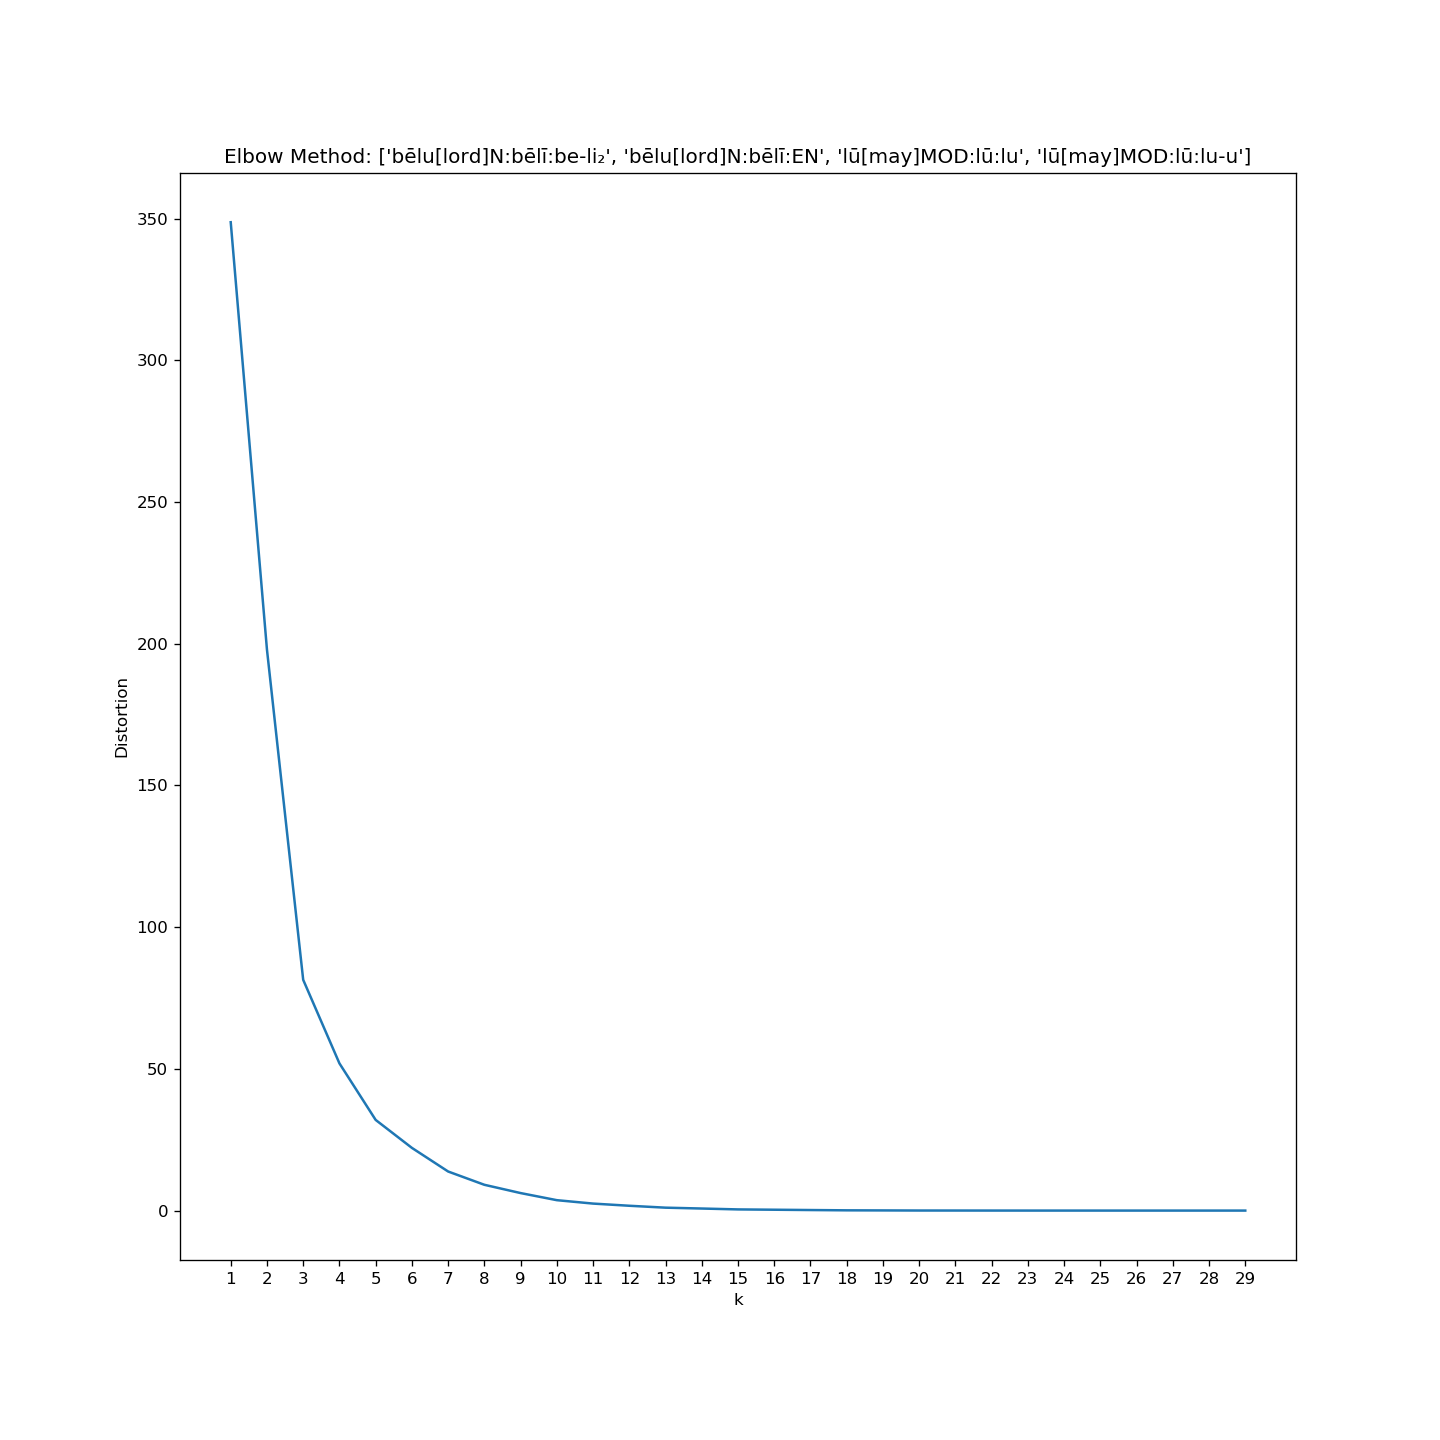 Elbow Method: ['bēlu[lord]N:bēlī:be-li₂', 'bēlu[lord]N:bēlī:EN', 'lū[may]MOD:lū:lu', 'lū[may]MOD:lū:lu-u']
350
300
250
200
150
100
50
0
Distortion
1 2 3 4 5 6 7 8 9 10 11 12 13 14 15 16 17 18 19 20 21 22 23 24 25 26 27 28 29
k